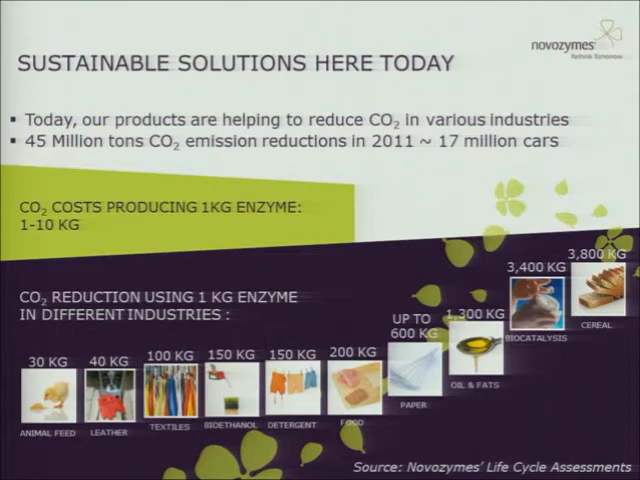 novozymes
Rethink Tomorrow
SUSTAINABLE SOLUTIONS HERE TODAY
▪ Today, our products are helping to reduce CO₂ in various industries
▪ 45 Million tons CO₂ emission reductions in 2011 ~ 17 million cars
CO₂ COSTS PRODUCING 1KG ENZYME:
1-10 KG
CO₂ REDUCTION USING 1 KG ENZYME
IN DIFFERENT INDUSTRIES :
30 KG
ANIMAL FEED
40 KG
LEATHER
100 KG
TEXTILES
150 KG
BIOETHANOL
150 KG
DETERGENT
200 KG
FOOD
UP TO
600 KG
PAPER
1,300 KG
OIL & FATS
3,400 KG
BIOCATALYSIS
3,800 KG
CEREAL
Source: Novozymes' Life Cycle Assessments